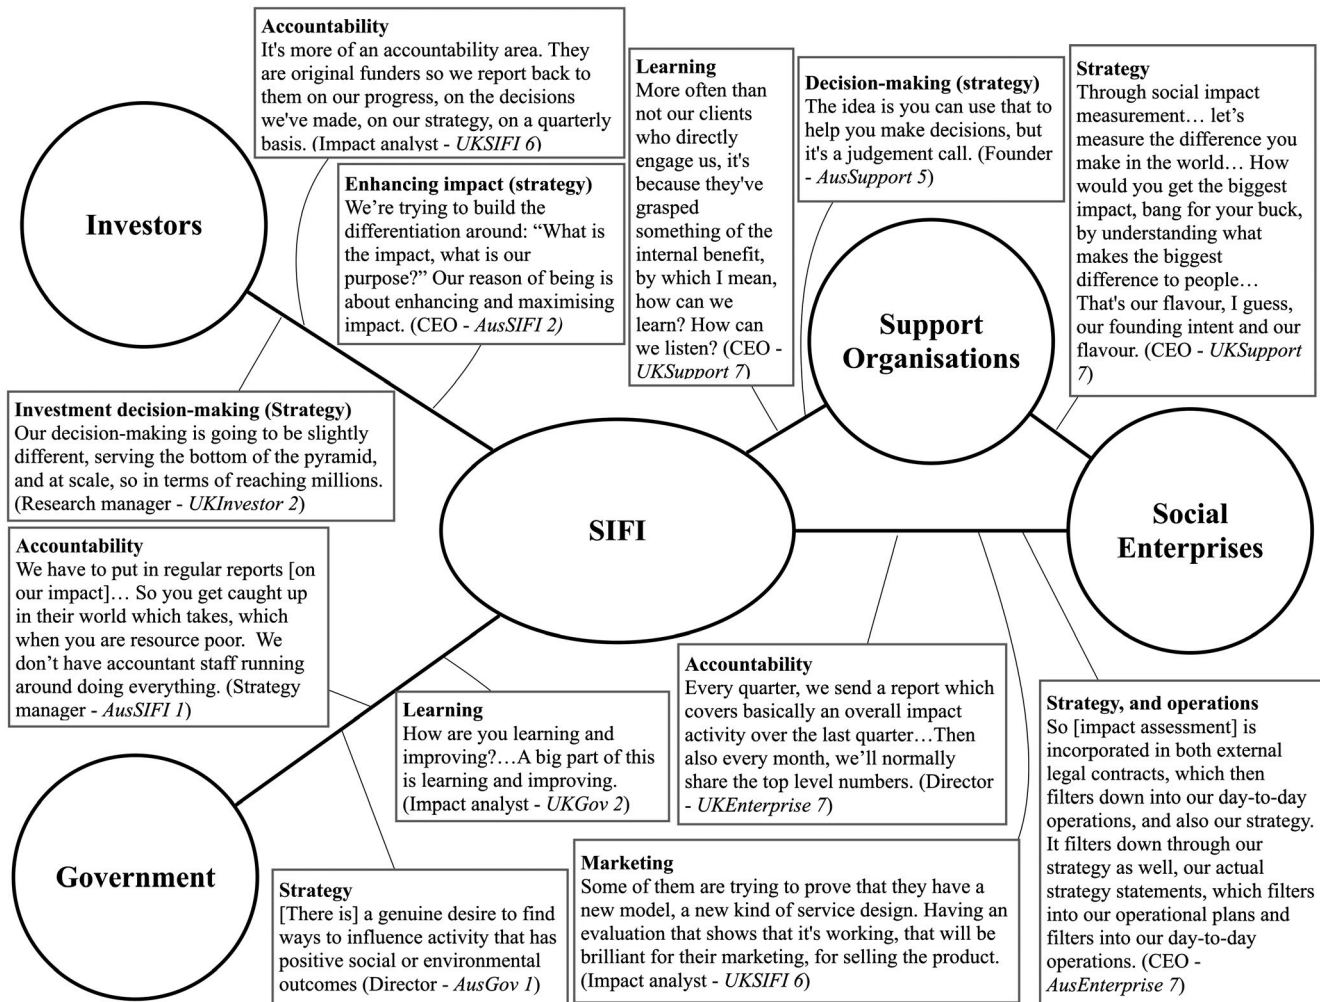 Accountability
It's more of an accountability area. They
are original funders so we report back to
them on our progress, on the decisions
we've made, on our strategy, on a quarterly
basis. (Impact analyst - UKSIFI 6)
Learning
More often than
not our clients
who directly
engage us, it's
because they've
grasped
something of the
internal benefit,
by which I mean,
how can we
learn? How can
we listen? (CEO -
UKSupport 7)
Decision-making (strategy)
The idea is you can use that to
help you make decisions, but
it's a judgement call. (Founder
- AusSupport 5)
Strategy
Through social impact
measurement… let’s
measure the difference you
make in the world… How
would you get the biggest
impact, bang for your buck,
by understanding what
makes the biggest
difference to people…
That's our flavour, I guess,
our founding intent and our
flavour. (CEO - UKSupport
7)
Enhancing impact (strategy)
We’re trying to build the
differentiation around: “What is
the impact, what is our
purpose?” Our reason of being is
about enhancing and maximising
impact. (CEO - AusSIFI 2)
Investors
Support
Organisations
Investment decision-making (Strategy)
Our decision-making is going to be slightly
different, serving the bottom of the pyramid,
and at scale, so in terms of reaching millions.
(Research manager - UKInvestor 2)
SIFI
Social
Enterprises
Accountability
We have to put in regular reports [on
our impact]… So you get caught up
in their world which takes, which
when you are resource poor.  We
don’t have accountant staff running
around doing everything. (Strategy
manager - AusSIFI 1)
Learning
How are you learning and
improving?…A big part of this
is learning and improving.
(Impact analyst - UKGov 2)
Accountability
Every quarter, we send a report which
covers basically an overall impact
activity over the last quarter…Then
also every month, we’ll normally
share the top level numbers. (Director
- UKEnterprise 7)
Strategy, and operations
So [impact assessment] is
incorporated in both external
legal contracts, which then
filters down into our day-to-day
operations, and also our strategy.
It filters down through our
strategy as well, our actual
strategy statements, which filters
into our operational plans and
filters into our day-to-day
operations. (CEO -
AusEnterprise 7)
Government
Strategy
[There is] a genuine desire to find
ways to influence activity that has
positive social or environmental
outcomes (Director - AusGov 1)
Marketing
Some of them are trying to prove that they have a
new model, a new kind of service design. Having an
evaluation that shows that it's working, that will be
brilliant for their marketing, for selling the product.
(Impact analyst - UKSIFI 6)